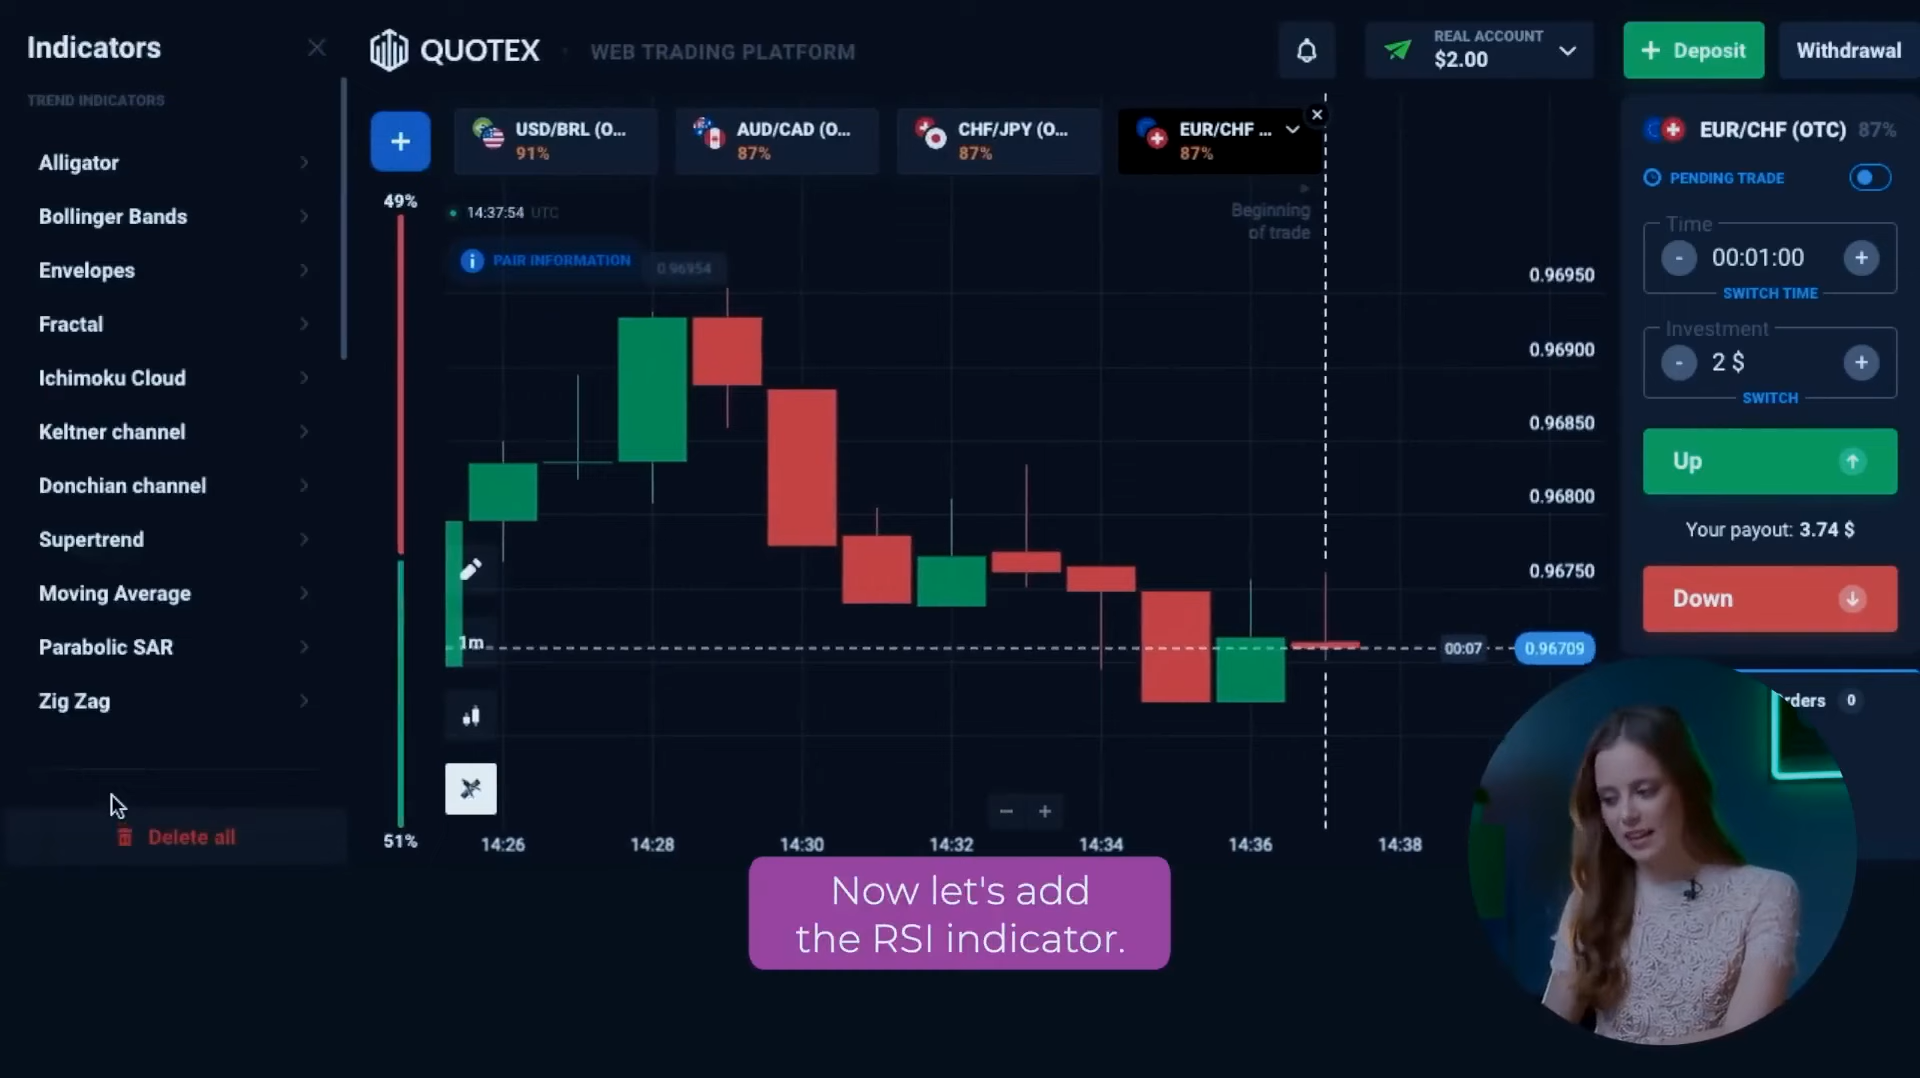 Indicators
TREND INDICATORS
Alligator
Bollinger Bands
Envelopes
Fractal
Ichimoku Cloud
Keltner channel
Donchian channel
Supertrend
Moving Average
Parabolic SAR
Zig Zag
Delete all
QUOTEX
WEB TRADING PLATFORM
REAL ACCOUNT
$2.00
+ Deposit
Withdrawal
+
USD/BRL (O...
91%
AUD/CAD (O...
87%
CHF/JPY (O...
87%
EUR/CHF ...
87%
49%
14:37:54 UTC
PAIR INFORMATION
0.96954
Beginning
of trade
0.96950
0.96900
0.96850
0.96800
0.96750
1m
00:07
0.96709
51%
14:26
14:28
14:30
14:32
14:34
14:36
14:38
EUR/CHF (OTC) 87%
PENDING TRADE
Time
- 00:01:00 +
SWITCH TIME
Investment
- 2 $ +
SWITCH
Up
Your payout: 3.74 $
Down
rders 0
Now let's add
the RSI indicator.